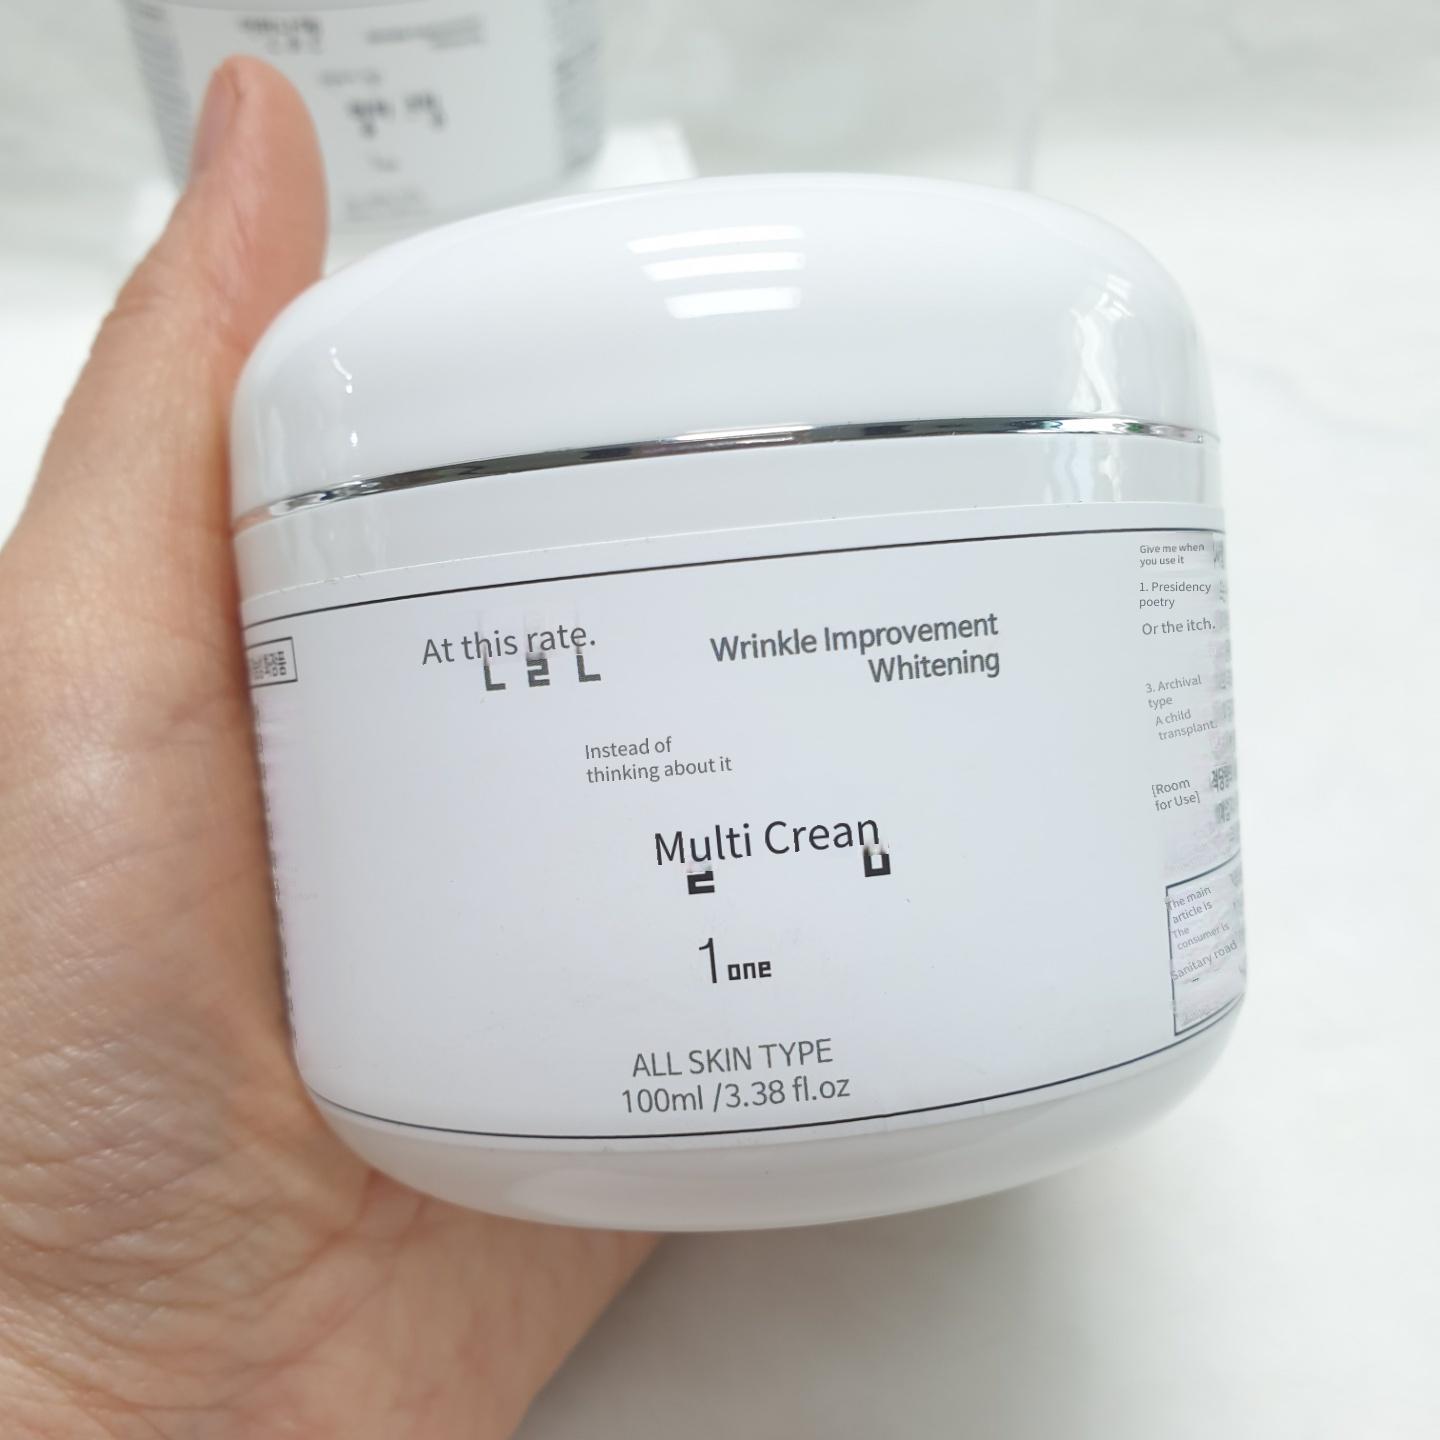 At this rate.
Wrinkle Improvement
Whitening
Instead of
thinking about it
Multi Crean
1 one
ALL SKIN TYPE
100ml /3.38 fl.oz
Give me when
you use it
1. Presidency
poetry
Or the itch.
3. Archival
type
A child
transplant.
[Room
for Use]
The main
article is
The
consumer is
Sanitary road